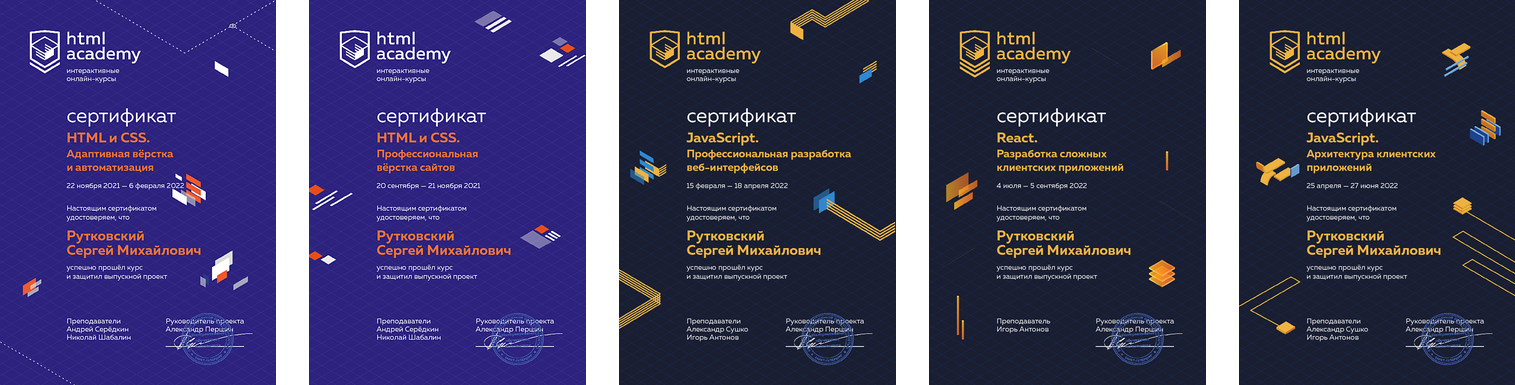 html
academy
интерактивные
онлайн-курсы
сертификат
HTML и CSS.
Адаптивная вёрстка
и автоматизация
22 ноября 2021 — 6 февраля 2022
Настоящим сертификатом
удостоверяем, что
Рутковский
Сергей Михайлович
успешно прошёл курс
и защитил выпускной проект
Преподаватели
Андрей Серёдкин
Николай Шабалин
Руководитель проекта
Александр Першин
html
academy
интерактивные
онлайн-курсы
сертификат
HTML и CSS.
Профессиональная
вёрстка сайтов
20 сентября — 21 ноября 2021
Настоящим сертификатом
удостоверяем, что
Рутковский
Сергей Михайлович
успешно прошёл курс
и защитил выпускной проект
Преподаватели
Андрей Серёдкин
Николай Шабалин
Руководитель проекта
Александр Першин
html
academy
интерактивные
онлайн-курсы
сертификат
JavaScript.
Профессиональная разработка
веб-интерфейсов
15 февраля — 18 апреля 2022
Настоящим сертификатом
удостоверяем, что
Рутковский
Сергей Михайлович
успешно прошёл курс
и защитил выпускной проект
Преподаватели
Александр Сушко
Игорь Антонов
Руководитель проекта
Александр Першин
html
academy
интерактивные
онлайн-курсы
сертификат
React.
Разработка сложных
клиентских приложений
4 июля — 5 сентября 2022
Настоящим сертификатом
удостоверяем, что
Рутковский
Сергей Михайлович
успешно прошёл курс
и защитил выпускной проект
Преподаватель
Игорь Антонов
Руководитель проекта
Александр Першин
html
academy
интерактивные
онлайн-курсы
сертификат
JavaScript.
Архитектура клиентских
приложений
25 апреля — 27 июня 2022
Настоящим сертификатом
удостоверяем, что
Рутковский
Сергей Михайлович
успешно прошёл курс
и защитил выпускной проект
Преподаватели
Александр Сушко
Игорь Антонов
Руководитель проекта
Александр Першин